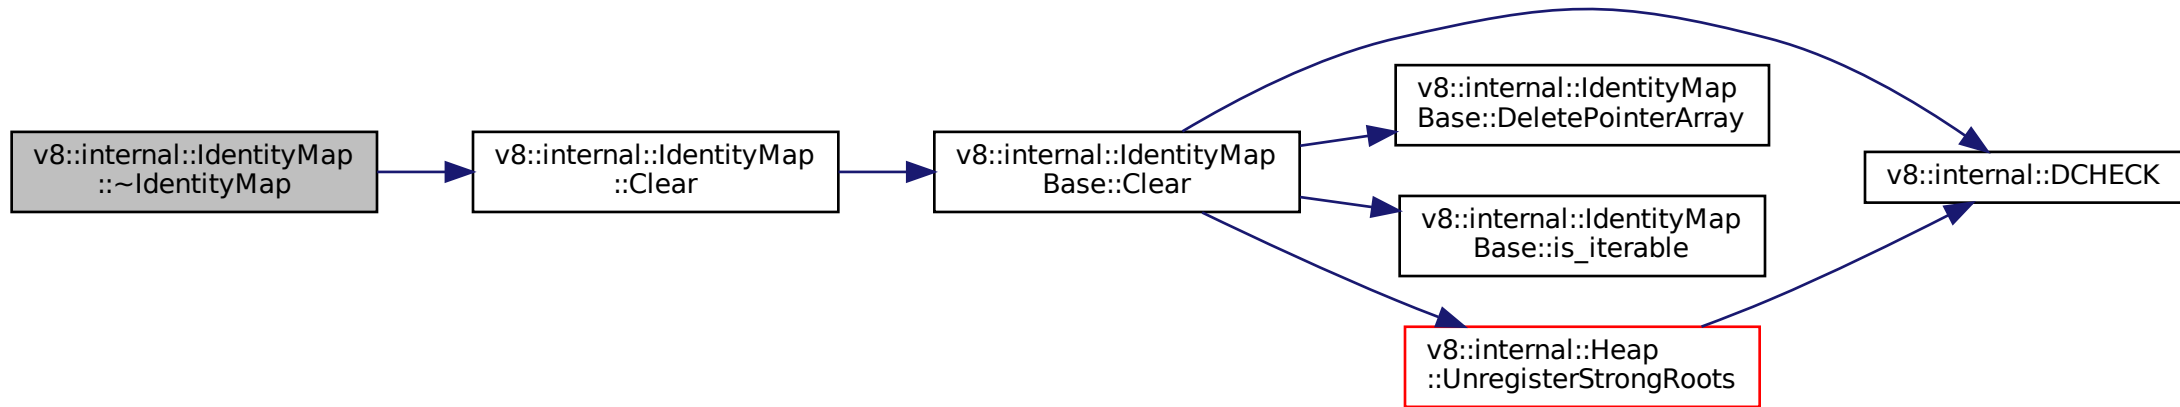 v8::internal::IdentityMap
::~IdentityMap
v8::internal::IdentityMap
::Clear
v8::internal::IdentityMap
Base::Clear
v8::internal::IdentityMap
Base::DeletePointerArray
v8::internal::IdentityMap
Base::is_iterable
v8::internal::Heap
::UnregisterStrongRoots
v8::internal::DCHECK